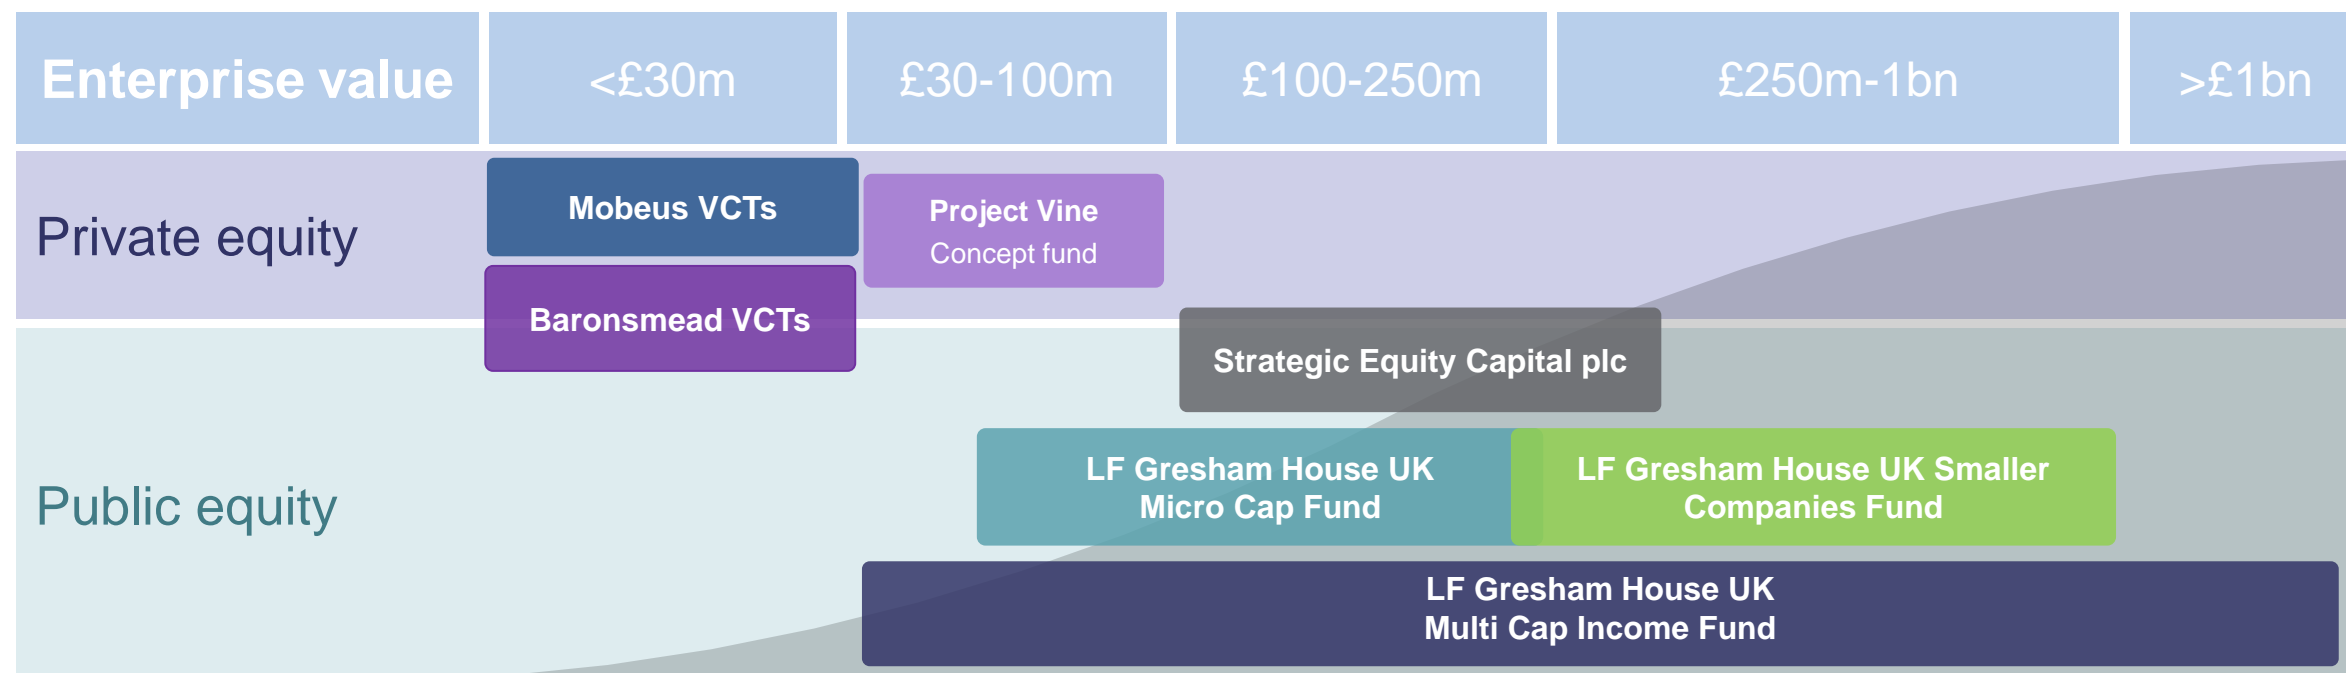 Enterprise value
<£30m
£30-100m
£100-250m
£250m-1bn
>£1bn
Private equity
Mobeus VCTs
Project Vine
Concept fund
Baronsmead VCTs
Strategic Equity Capital plc
Public equity
LF Gresham House UK
Micro Cap Fund
LF Gresham House UK Smaller
Companies Fund
LF Gresham House UK
Multi Cap Income Fund